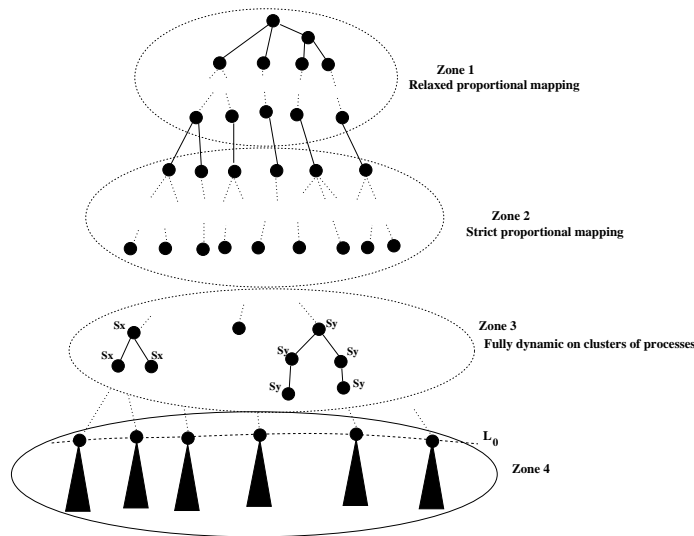 Zone 1
Relaxed proportional mapping
Zone 2
Strict proportional mapping
Sx
Sy
Zone 3
Sx
Sx
Sy
Sy
Fully dynamic on clusters of processes
Sy
Sy
L0
Zone 4